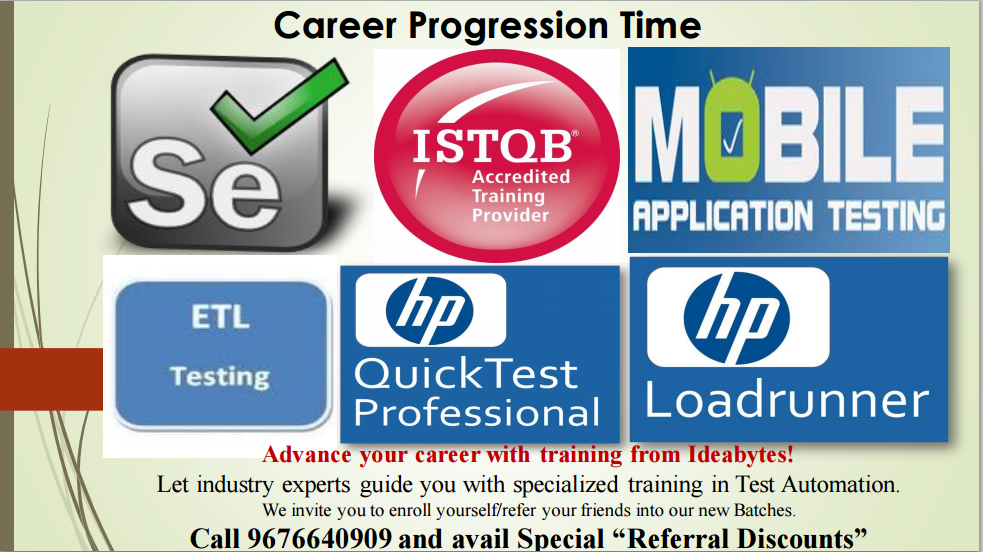 Career Progression Time
Se
ISTQB®
Accredited
Training
Provider
MOBILE
APPLICATION TESTING
ETL
Testing
hp
QuickTest
Professional
hp
Loadrunner
Advance your career with training from Ideabytes!
Let industry experts guide you with specialized training in Test Automation.
We invite you to enroll yourself/refer your friends into our new Batches.
Call 9676640909 and avail Special “Referral Discounts”